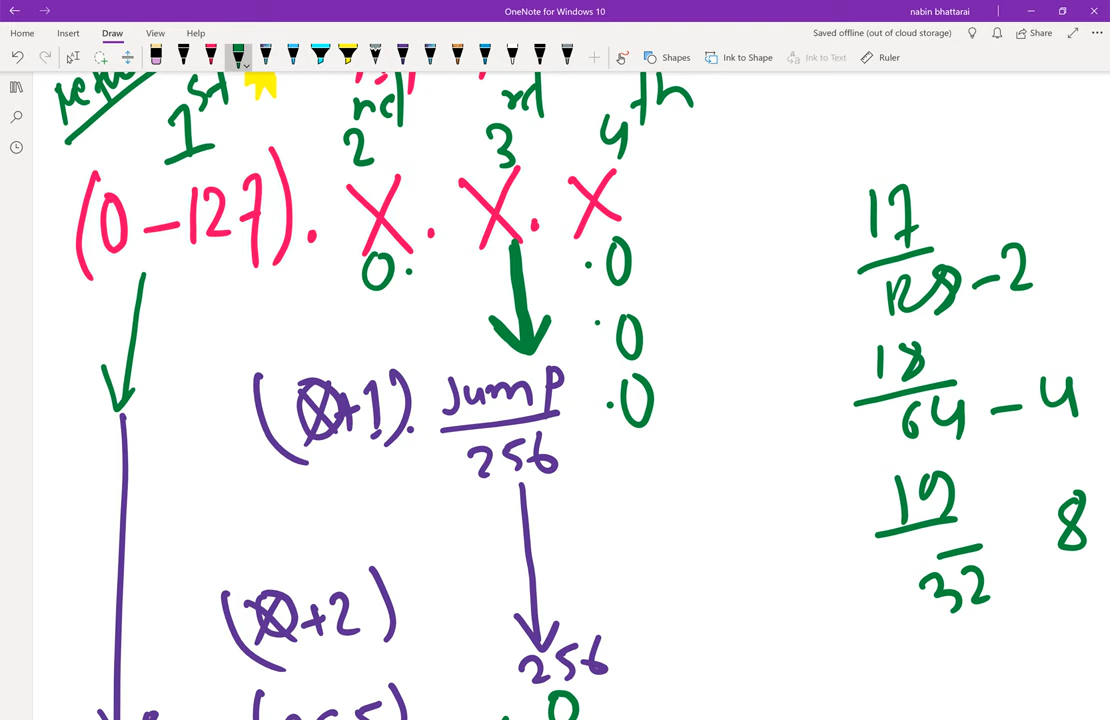 OneNote for Windows 10
nabin bhattarai
Home Insert Draw View Help
Saved offline (out of cloud storage)
Share
Shapes
Ink to Shape
Ink to Text
Ruler
1st 2nd 3rd 4th
(0-127). X. X. X
0. .0
.0
(X+1). Jump .0
256
(X+2)
256
0
17
128 - 2
18
64 - 4
19 8
32